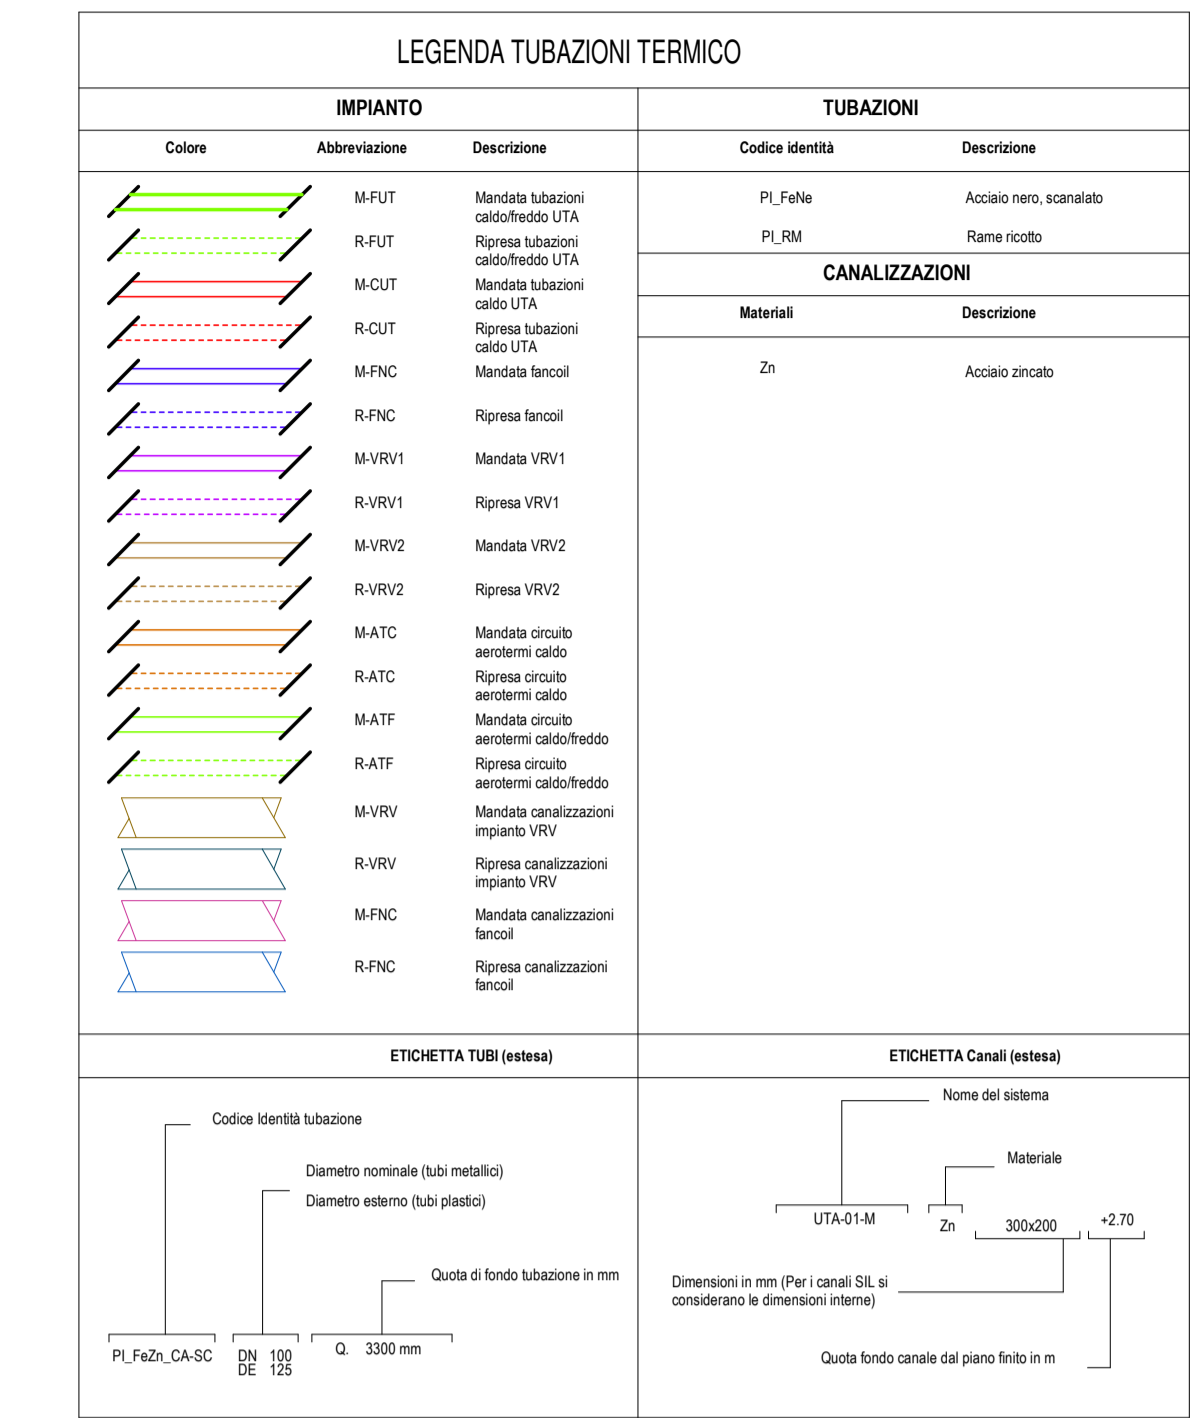 LEGENDA TUBAZIONI TERMICO
IMPIANTO
Colore Abbreviazione Descrizione
M-FUT Mandata tubazioni
caldo/freddo UTA
R-FUT Ripresa tubazioni
caldo/freddo UTA
M-CUT Mandata tubazioni
caldo UTA
R-CUT Ripresa tubazioni
caldo UTA
M-FNC Mandata fancoil
R-FNC Ripresa fancoil
M-VRV1 Mandata VRV1
R-VRV1 Ripresa VRV1
M-VRV2 Mandata VRV2
R-VRV2 Ripresa VRV2
M-ATC Mandata circuito
aerotermi caldo
R-ATC Ripresa circuito
aerotermi caldo
M-ATF Mandata circuito
aerotermi caldo/freddo
R-ATF Ripresa circuito
aerotermi caldo/freddo
M-VRV Mandata canalizzazioni
impianto VRV
R-VRV Ripresa canalizzazioni
impianto VRV
M-FNC Mandata canalizzazioni
fancoil
R-FNC Ripresa canalizzazioni
fancoil
TUBAZIONI
Codice identità Descrizione
PI_FeNe Acciaio nero, scanalato
PI_RM Rame ricotto
CANALIZZAZIONI
Materiali Descrizione
Zn Acciaio zincato
ETICHETTA TUBI (estesa)
Codice Identità tubazione
Diametro nominale (tubi metallici)
Diametro esterno (tubi plastici)
Quota di fondo tubazione in mm
PI_FeZn_CA-SC DN 100 Q. 3300 mm
DE 125
ETICHETTA Canali (estesa)
Nome del sistema
Materiale
UTA-01-M Zn 300x200 +2.70
Dimensioni in mm (Per i canali SIL si
considerano le dimensioni interne)
Quota fondo canale dal piano finito in m